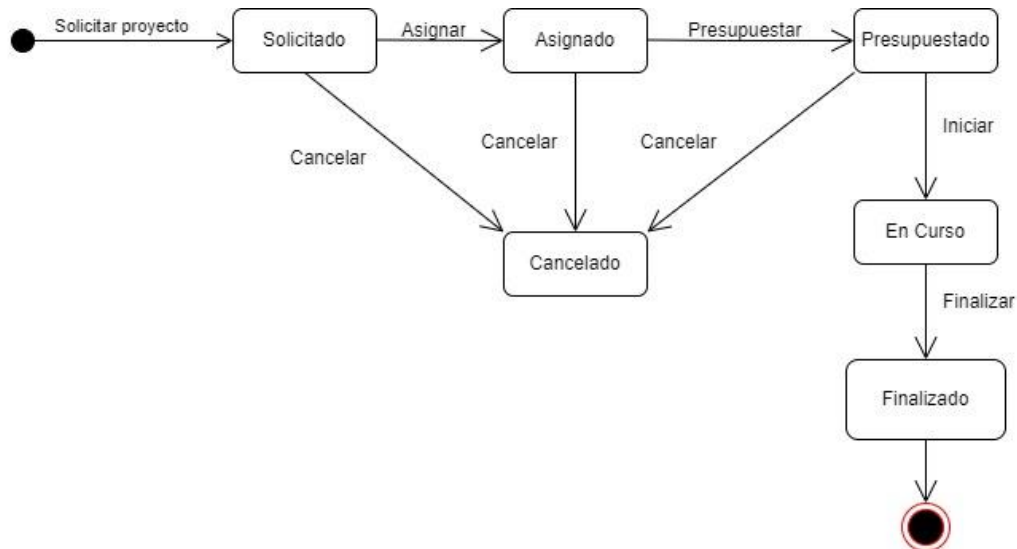 Solicitar proyecto
Solicitado
Asignar
Asignado
Presupuestar
Presupuestado
Cancelar
Cancelar
Cancelar
Iniciar
En Curso
Cancelado
Finalizar
Finalizado